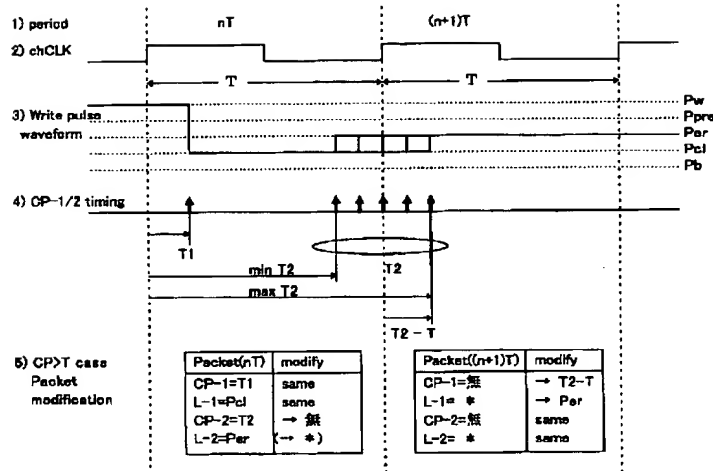 1) period nT (n+1)T
2) chCLK
T T
3) Write pulse waveform
Pw
Ppre
Per
Pcl
Pb
4) CP-1/2 timing
T1
min T2 T2
max T2
T2-T
5) CP>T case
Packet
modification
Packet(nT) modify
CP-1=T1 same
L-1=Pcl same
CP-2=T2 → 無
L-2=Per (→ *)
Packet((n+1)T) modify
CP-1=無 → T2-T
L-1= * → Per
CP-2=無 same
L-2= * same